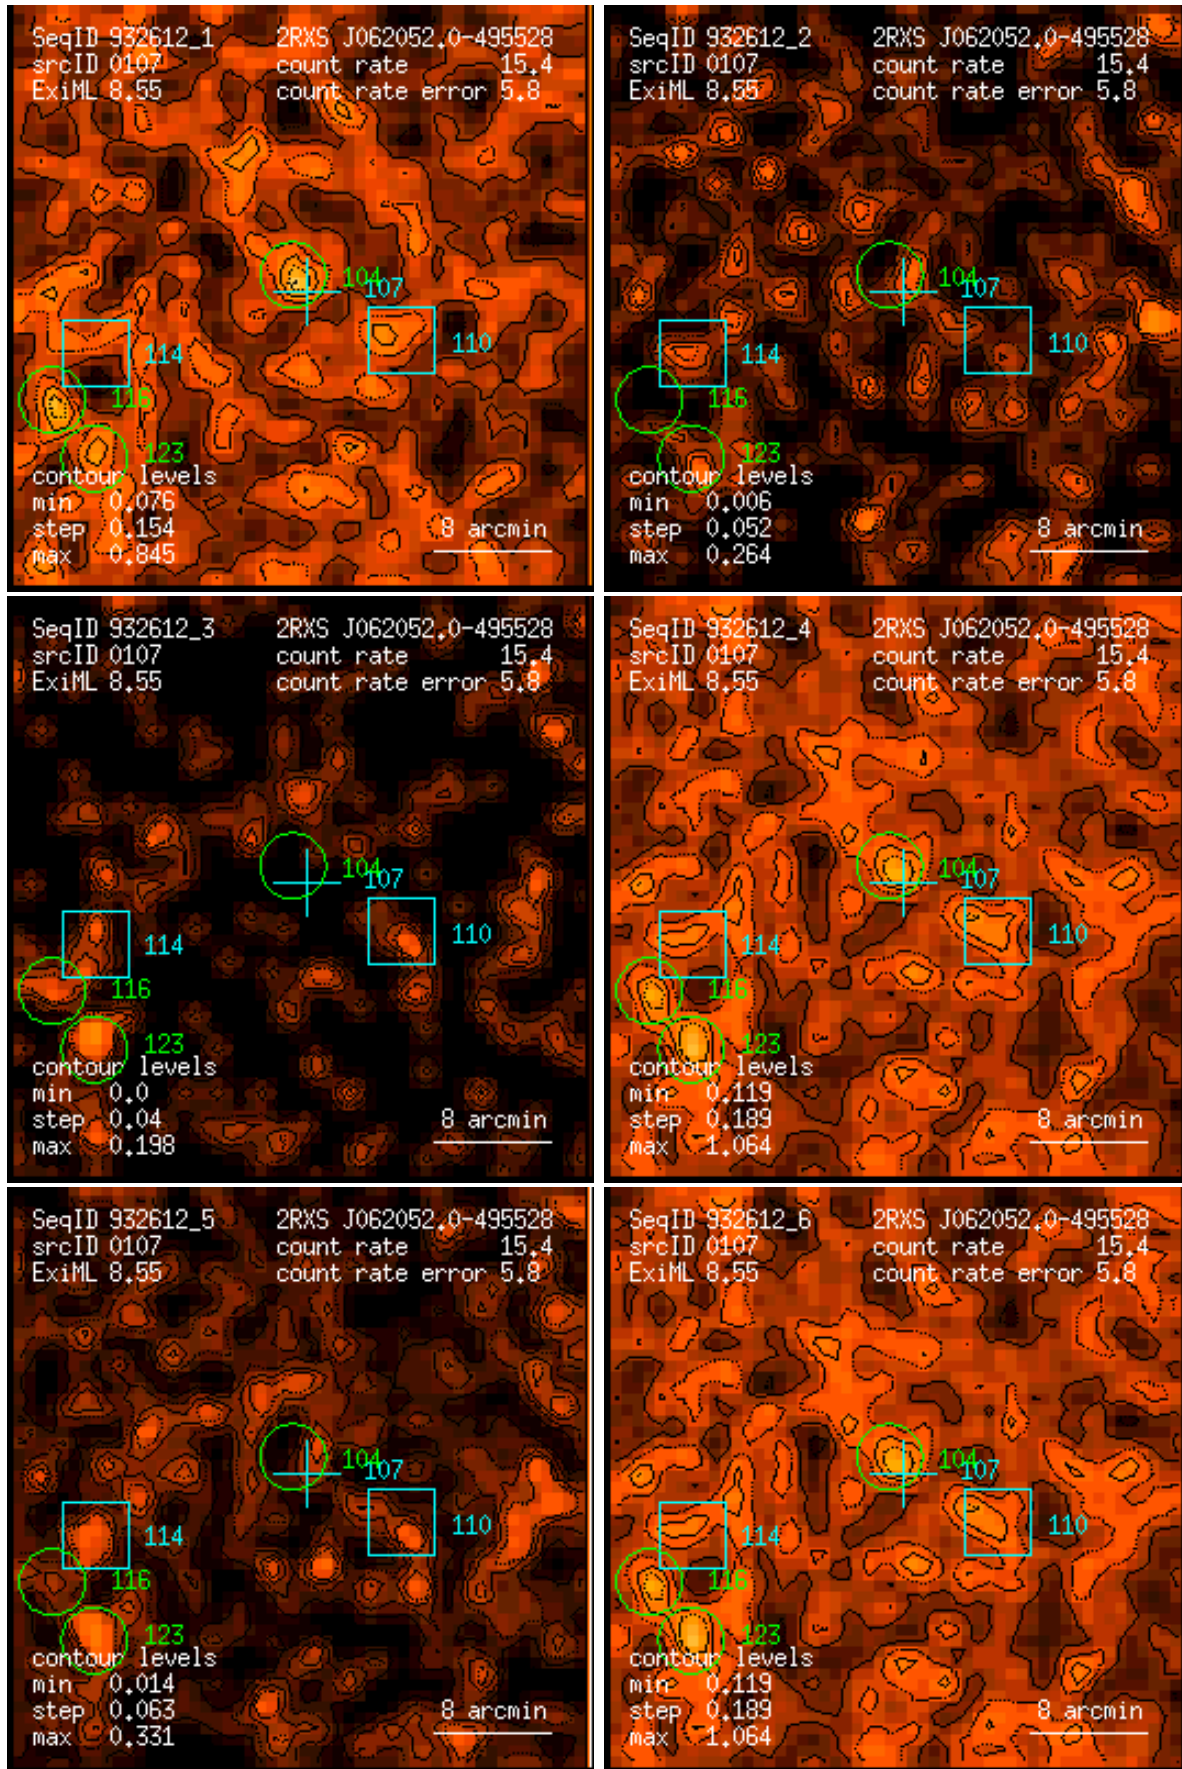 SeqID 932612_1 2RXS J062052.0-495528
srcID 0107 count rate 15.4
ExiML 8.55 count rate error 5.8
104
107
110
114
116
123
contour levels
min 0.076
step 0.154
max 0.845
8 arcmin
SeqID 932612_2 2RXS J062052.0-495528
srcID 0107 count rate 15.4
ExiML 8.55 count rate error 5.8
104
107
110
114
116
123
contour levels
min 0.006
step 0.052
max 0.264
8 arcmin
SeqID 932612_3 2RXS J062052.0-495528
srcID 0107 count rate 15.4
ExiML 8.55 count rate error 5.8
104
107
110
114
116
123
contour levels
min 0.0
step 0.04
max 0.198
8 arcmin
SeqID 932612_4 2RXS J062052.0-495528
srcID 0107 count rate 15.4
ExiML 8.55 count rate error 5.8
104
107
110
114
116
123
contour levels
min 0.119
step 0.189
max 1.064
8 arcmin
SeqID 932612_5 2RXS J062052.0-495528
srcID 0107 count rate 15.4
ExiML 8.55 count rate error 5.8
104
107
110
114
116
123
contour levels
min 0.014
step 0.063
max 0.331
8 arcmin
SeqID 932612_6 2RXS J062052.0-495528
srcID 0107 count rate 15.4
ExiML 8.55 count rate error 5.8
104
107
110
114
116
123
contour levels
min 0.119
step 0.189
max 1.064
8 arcmin